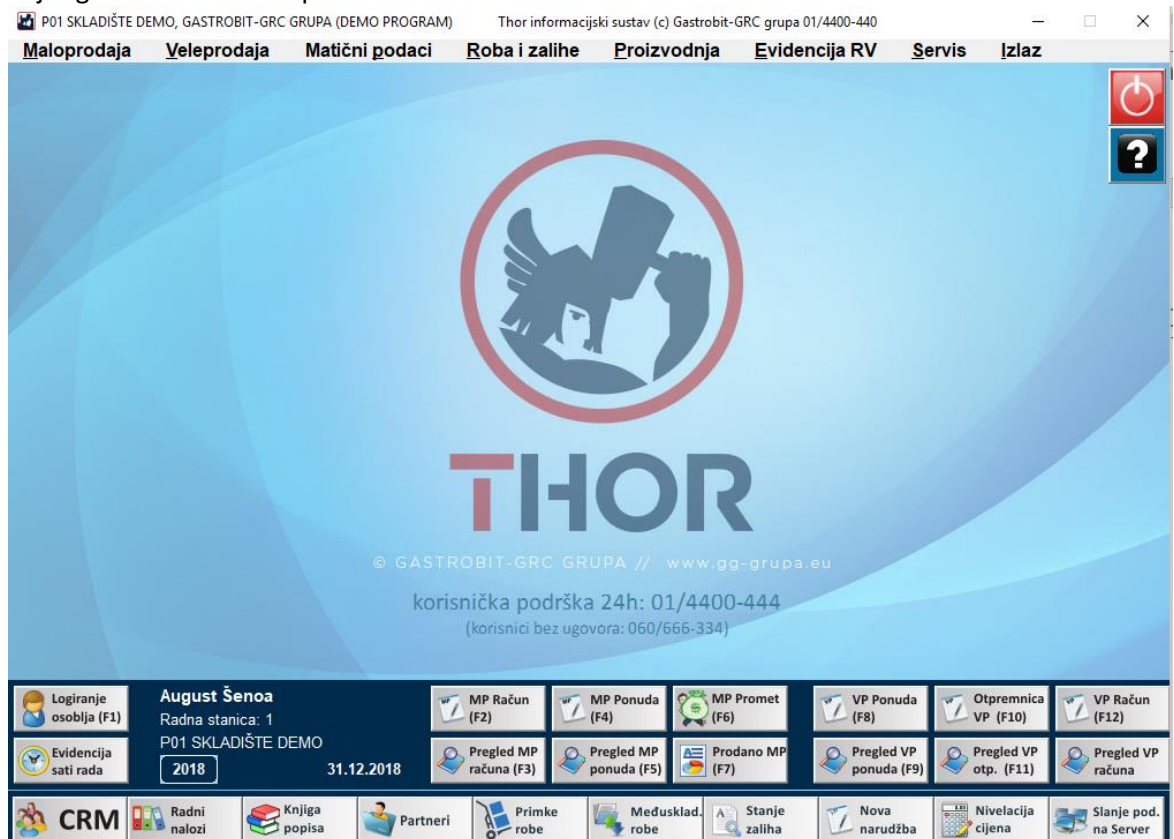 P01 SKLADIŠTE DEMO, GASTROBIT-GRC GRUPA (DEMO PROGRAM) Thor informacijski sustav (c) Gastrobit-GRC grupa 01/4400-440
Maloprodaja Veleprodaja Matični podaci Roba i zalihe Proizvodnja Evidencija RV Servis Izlaz
?
THOR
© GASTROBIT-GRC GRUPA // www.gg-grupa.eu
korisnička podrška 24h: 01/4400-444
(korisnici bez ugovora: 060/666-334)
Logiranje
osoblja (F1)
August Šenoa
Radna stanica: 1
P01 SKLADIŠTE DEMO
2018 31.12.2018
Evidencija
sati rada
MP Račun
(F2)
MP Ponuda
(F4)
MP Promet
(F6)
VP Ponuda
(F8)
Otpremnica
VP (F10)
VP Račun
(F12)
Pregled MP
računa (F3)
Pregled MP
ponuda (F5)
Prodano MP
(F7)
Pregled VP
ponuda (F9)
Pregled VP
otp. (F11)
Pregled VP
računa
CRM
Radni
nalozi
Knjiga
popisa
Partneri
Primke
robe
Međusklad.
robe
Stanje
zaliha
Nova
narudžba
Nivelacija
cijena
Slanje pod.
na Server